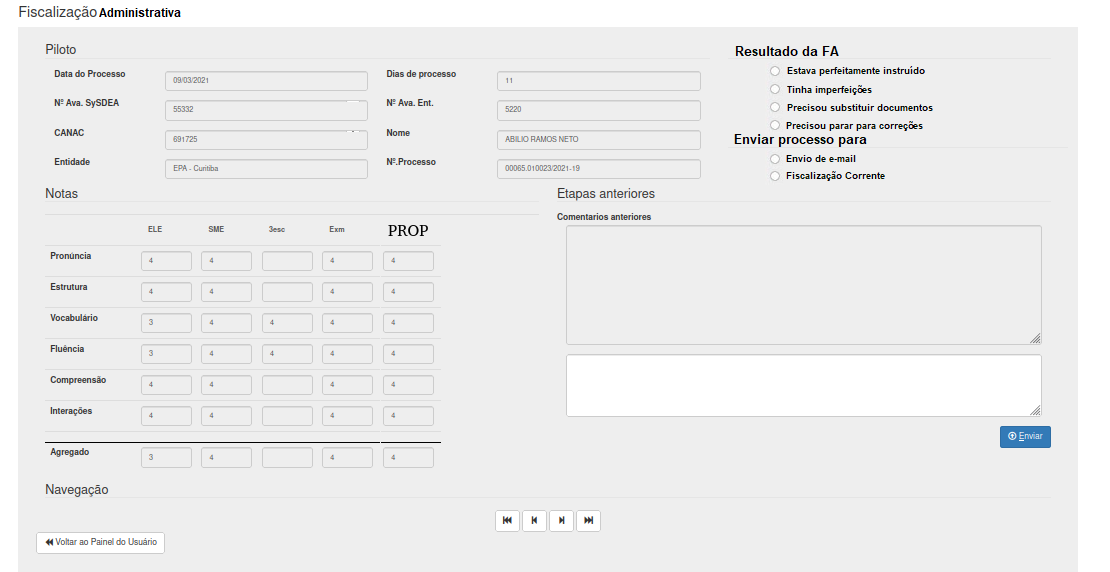 Fiscalização Administrativa
Piloto
Data do Processo 09/03/2021 Dias de processo 11
Nº Ava. SySDEA 55332 Nº Ava. Ent. 5220
CANAC 691725 Nome ABILIO RAMOS NETO
Entidade EPA - Curitiba Nº.Processo 00065.010023/2021-19
Resultado da FA
Estava perfeitamente instruído
Tinha imperfeições
Precisou substituir documentos
Precisou parar para correções
Enviar processo para
Envio de e-mail
Fiscalização Corrente
Notas
ELE SME 3esc Exm PROP
Pronúncia 4 4 4 4
Estrutura 4 4 4 4
Vocabulário 3 4 4 4 4
Fluência 3 4 4 4 4
Compreensão 4 4 4 4
Interações 4 4 4 4
Agregado 3 4 4 4
Etapas anteriores
Comentarios anteriores
Enviar
Navegação
Voltar ao Painel do Usuário